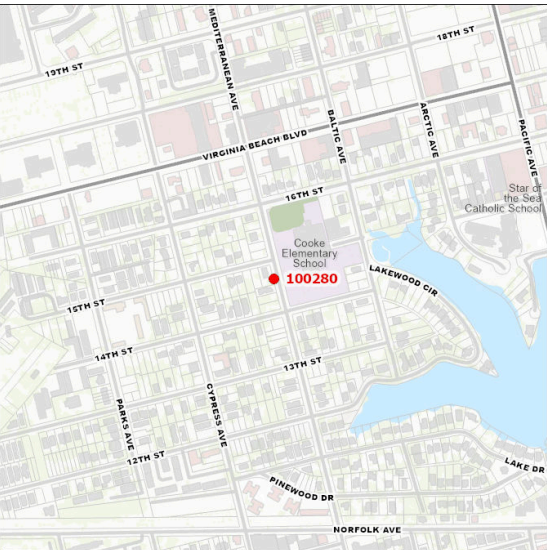 MEDITERRANEAN AVE
18TH ST
19TH ST
BALTIC AVE
ARCTIC AVE
PACIFIC AVE
VIRGINIA BEACH BLVD
16TH ST
Star of
the Sea
Catholic School
Cooke
Elementary
School
100280
LAKEWOOD CIR
15TH ST
14TH ST
13TH ST
PARKS AVE
CYPRESS AVE
12TH ST
PINEWOOD DR
LAKE DR
NORFOLK AVE